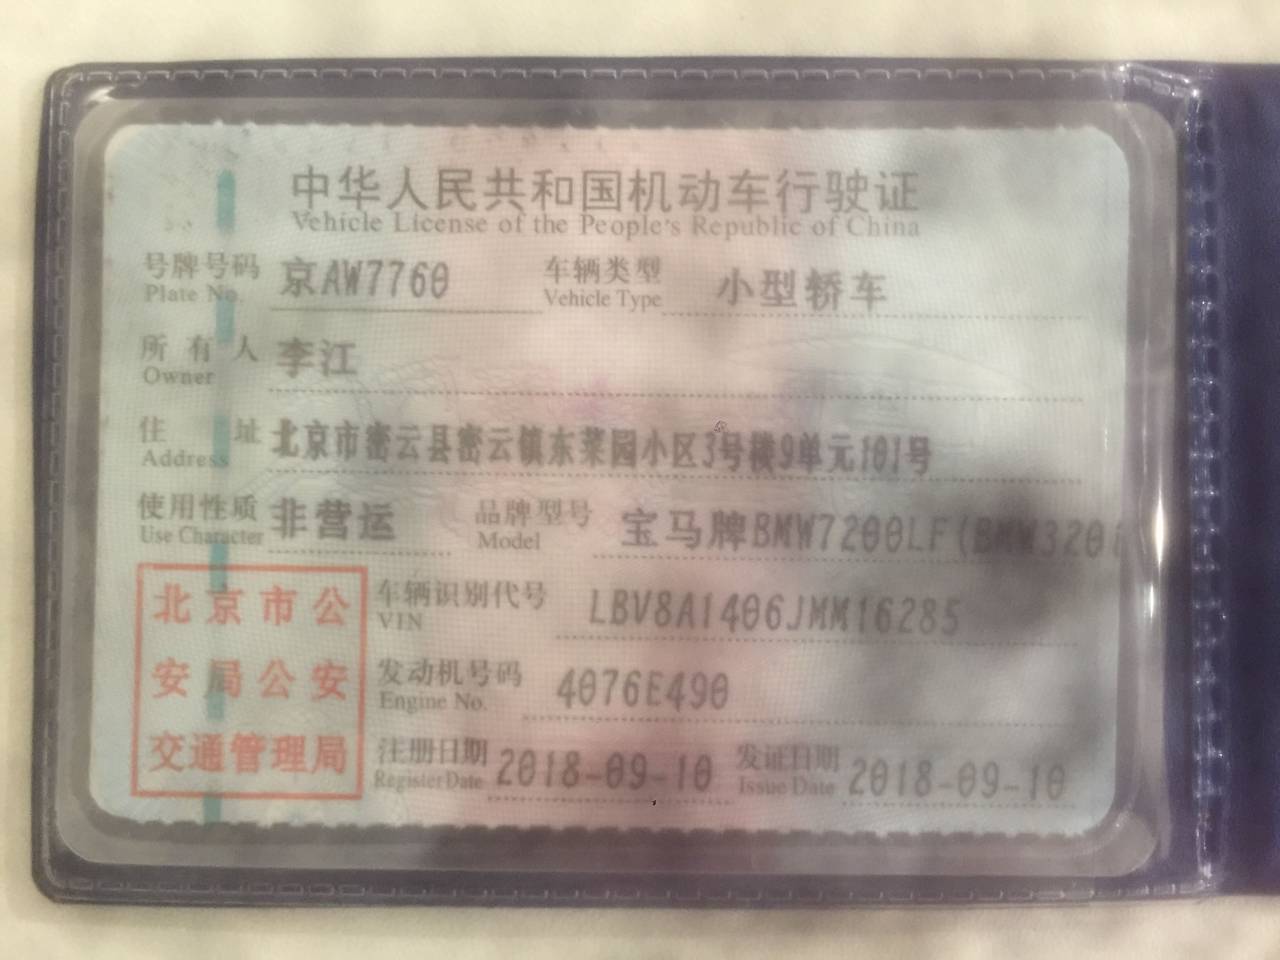 中华人民共和国机动车行驶证
Vehicle License of the People's Republic of China
号牌号码 京AW7760 车辆类型 小型轿车
Plate No. Vehicle Type
所有人 李江
Owner
住址 北京市密云县密云镇东菜园小区3号楼9单元101号
Address
使用性质 非营运 品牌型号 宝马牌BMW7200LF(BMW320i
Use Character Model
北京市公
安局公安
交通管理局
车辆识别代号 LBV8A1406JMM16285
VIN
发动机号码 4076E490
Engine No.
注册日期 2018-09-10 发证日期 2018-09-10
Register Date Issue Date